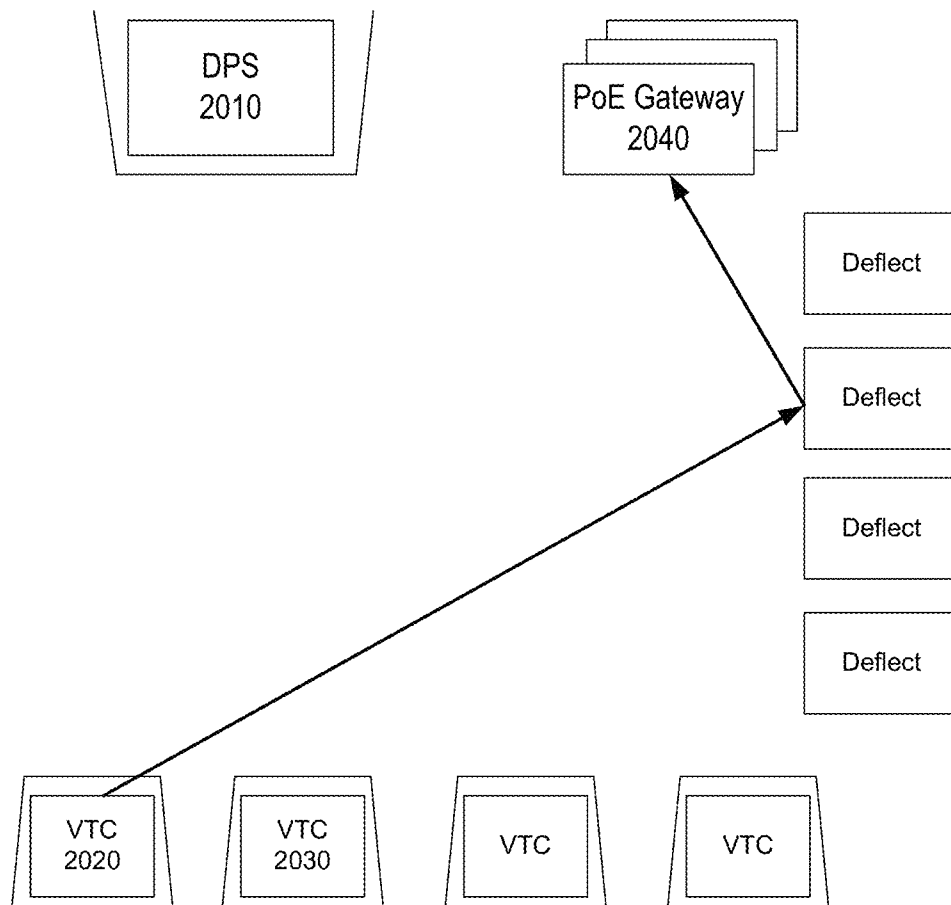 DPS
2010
PoE Gateway
2040
Deflect
Deflect
Deflect
Deflect
VTC
2020
VTC
2030
VTC
VTC